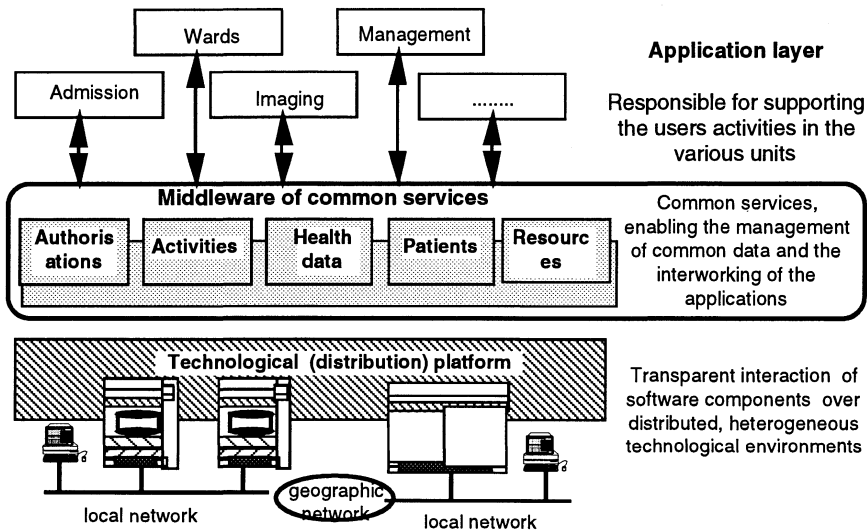 Wards
Management
Application layer
Admission
Imaging
........
Responsible for supporting
the users activities in the
various units
Middleware of common services
Authoris
ations
Activities
Health
data
Patients
Resourc
es
Common services,
enabling the management
of common data and the
interworking of the
applications
Technological (distribution) platform
Transparent interaction of
software components over
distributed, heterogeneous
technological environments
geographic
network
local network
local network